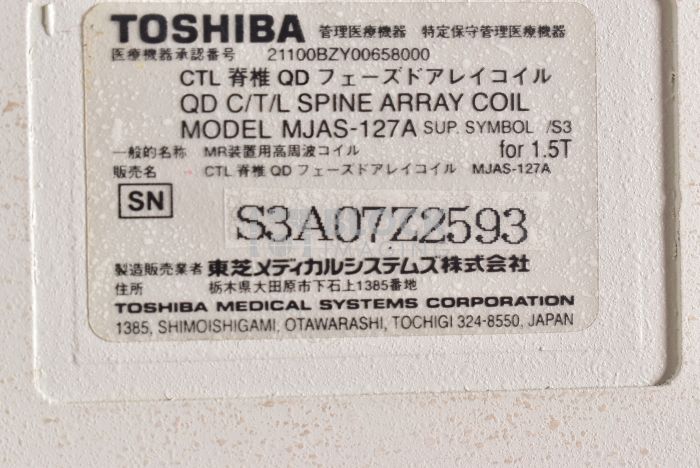 TOSHIBA 管理医療機器 特定保守管理医療機器
医療機器承認番号 21100BZY00658000
CTL 脊椎 QD フェーズドアレイコイル
QD C/T/L SPINE ARRAY COIL
MODEL MJAS-127A SUP. SYMBOL /S3
一般的名称 MR装置用高周波コイル for 1.5T
販売名 CTL 脊椎 QD フェーズドアレイコイル MJAS-127A
SN S3A07Z2593
製造販売業者 東芝メディカルシステムズ株式会社
住所 栃木県大田原市下石上1385番地
TOSHIBA MEDICAL SYSTEMS CORPORATION
1385, SHIMOISHIGAMI, OTAWARASHI, TOCHIGI 324-8550, JAPAN